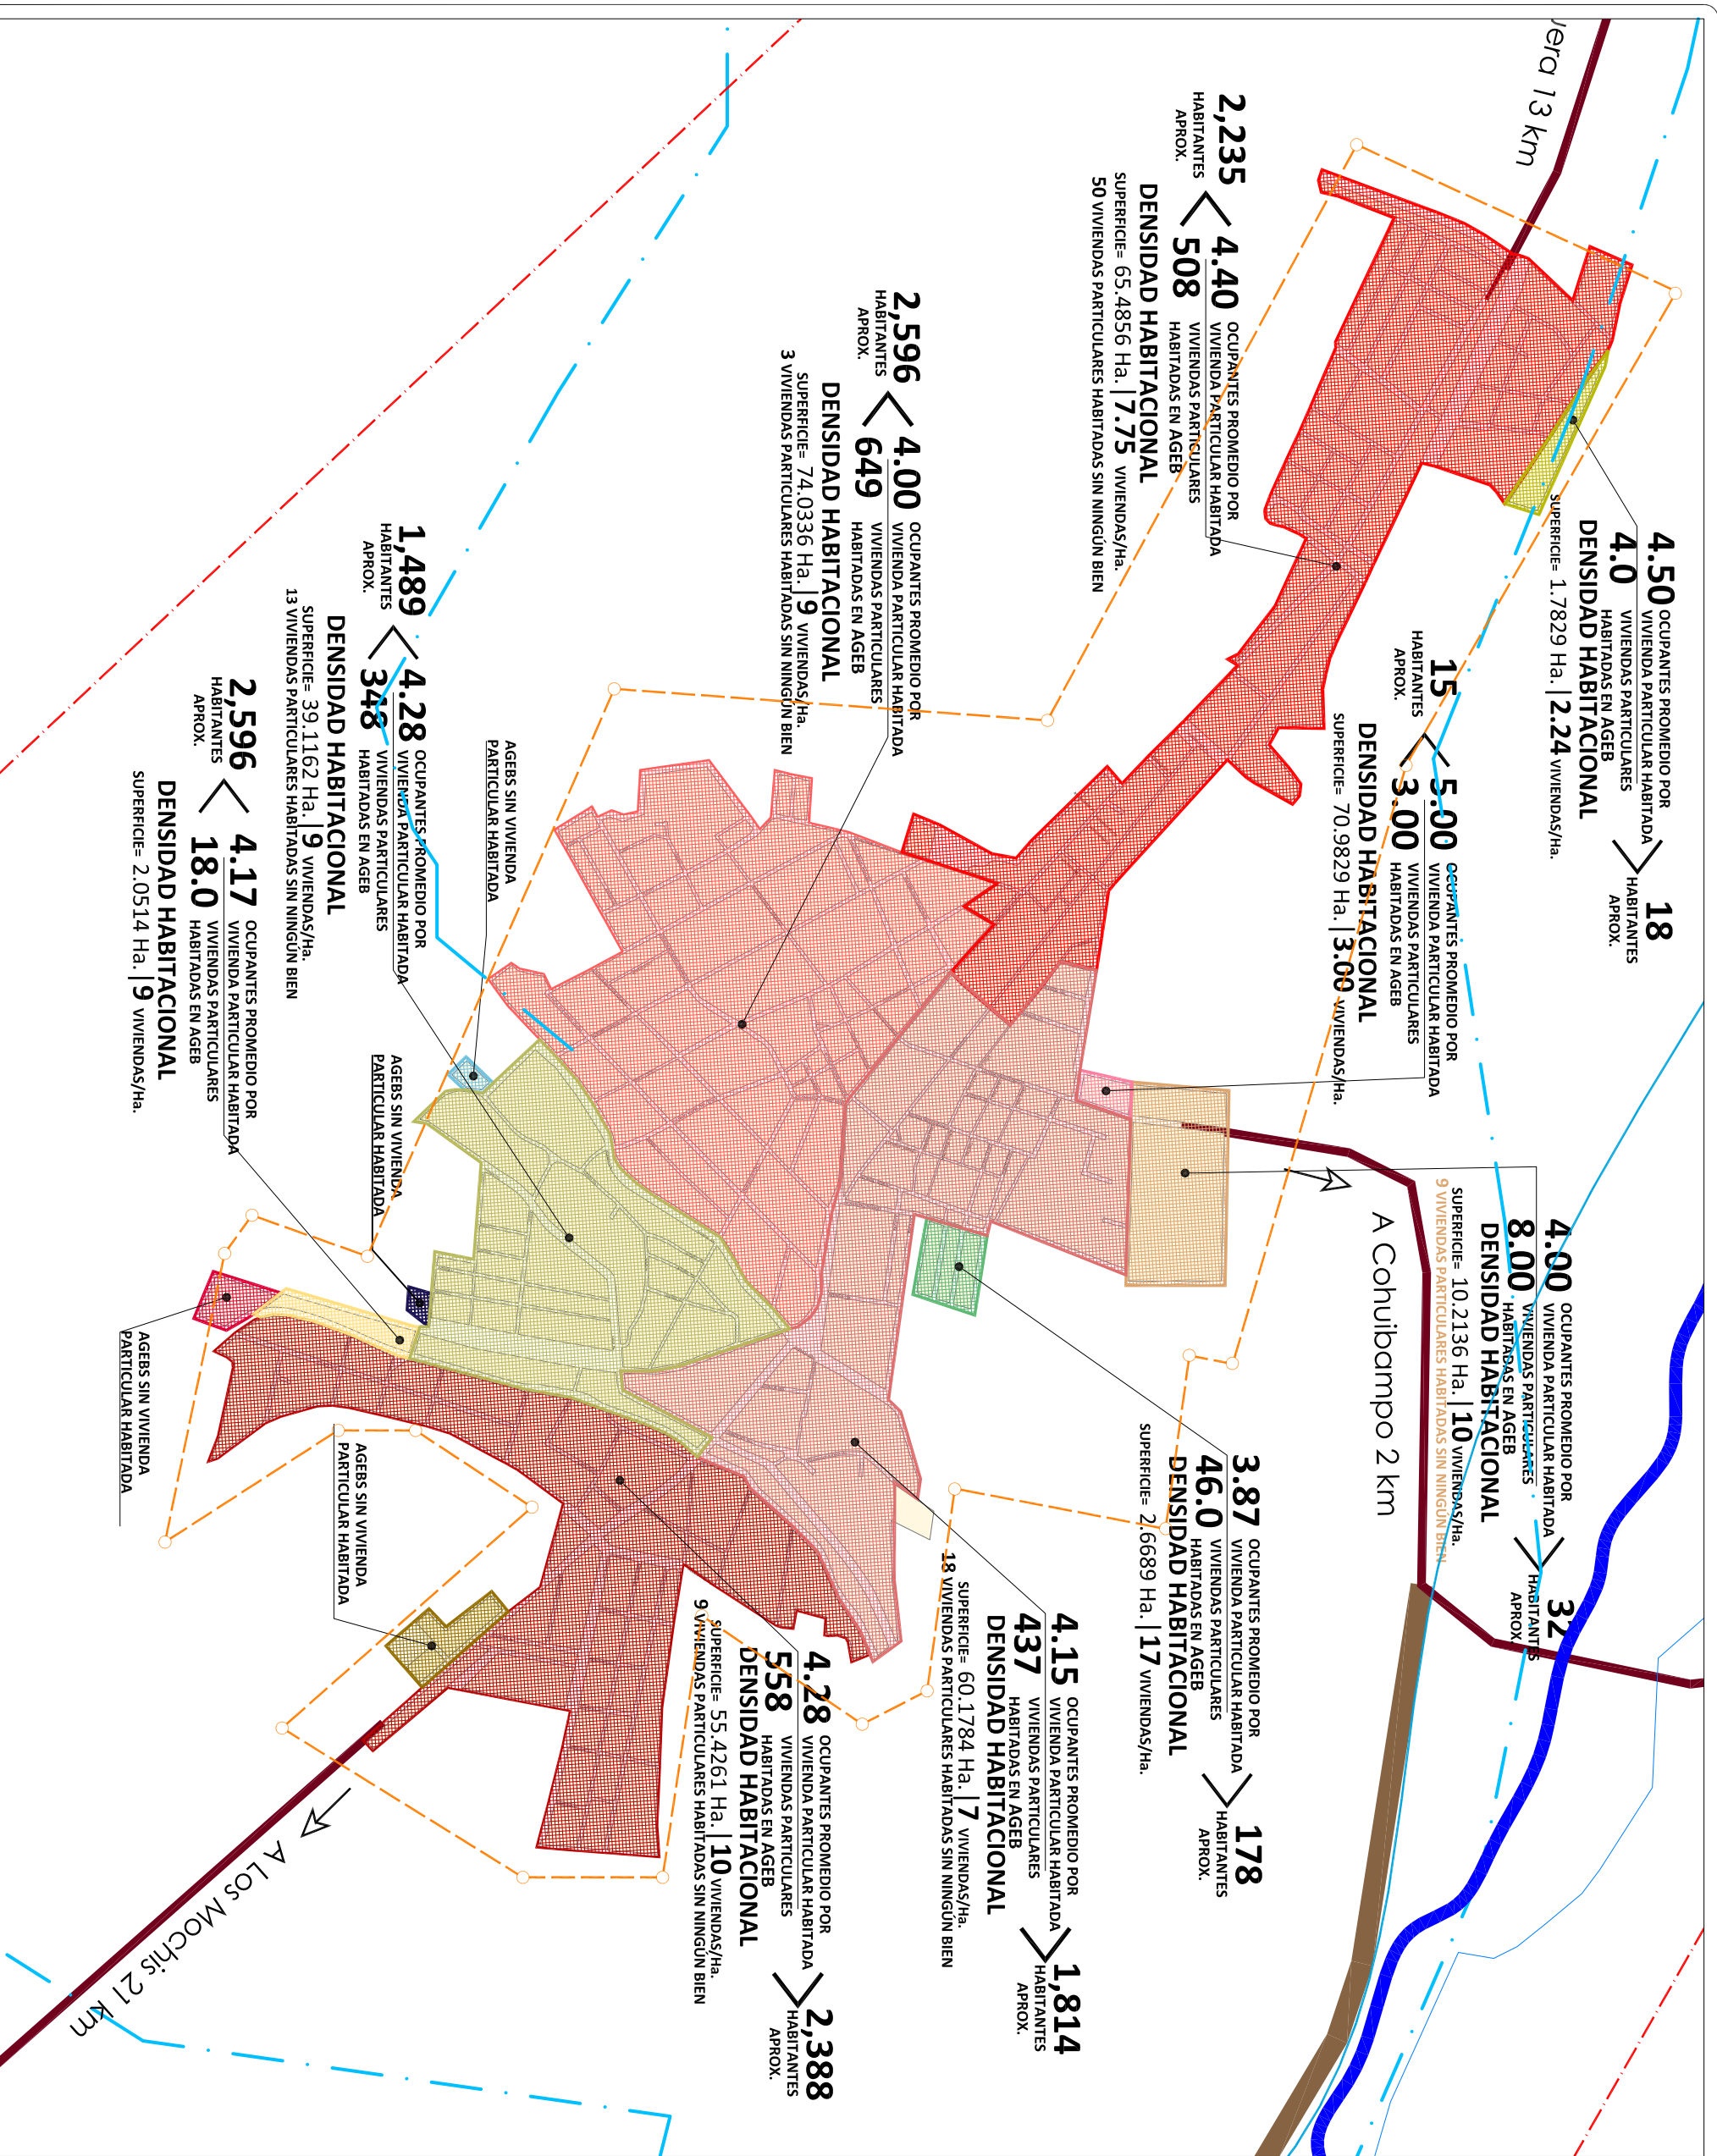 vera 13 km
4.50 OCUPANTES PROMEDIO POR
VIVIENDA PARTICULAR HABITADA
4.0 VIVIENDAS PARTICULARES
HABITADAS EN AGEB
18 HABITANTES
APROX.
DENSIDAD HABITACIONAL
SUPERFICIE= 1.7829 Ha. | 2.24 VIVIENDAS/Ha.
2,235
HABITANTES
APROX.
4.40 OCUPANTES PROMEDIO POR
VIVIENDA PARTICULAR HABITADA
508 VIVIENDAS PARTICULARES
HABITADAS EN AGEB
DENSIDAD HABITACIONAL
SUPERFICIE= 65.4856 Ha. | 7.75 VIVIENDAS/Ha.
50 VIVIENDAS PARTICULARES HABITADAS SIN NINGÚN BIEN
15
HABITANTES
APROX.
5.00 OCUPANTES PROMEDIO POR
VIVIENDA PARTICULAR HABITADA
3.00 VIVIENDAS PARTICULARES
HABITADAS EN AGEB
DENSIDAD HABITACIONAL
SUPERFICIE= 70.9829 Ha. | 3.00 VIVIENDAS/Ha.
4.00 OCUPANTES PROMEDIO POR
VIVIENDA PARTICULAR HABITADA
8.00 VIVIENDAS PARTICULARES
HABITADAS EN AGEB
32
HABITANTES
APROX.
DENSIDAD HABITACIONAL
SUPERFICIE= 10.2136 Ha. | 10 VIVIENDAS/Ha.
9 VIVIENDAS PARTICULARES HABITADAS SIN NINGÚN BIEN
A Cohuibampo 2 km
2,596
HABITANTES
APROX.
4.00 OCUPANTES PROMEDIO POR
VIVIENDA PARTICULAR HABITADA
649 VIVIENDAS PARTICULARES
HABITADAS EN AGEB
DENSIDAD HABITACIONAL
SUPERFICIE= 74.0336 Ha. | 9 VIVIENDAS/Ha.
3 VIVIENDAS PARTICULARES HABITADAS SIN NINGÚN BIEN
3.87 OCUPANTES PROMEDIO POR
VIVIENDA PARTICULAR HABITADA
46.0 VIVIENDAS PARTICULARES
HABITADAS EN AGEB
178
HABITANTES
APROX.
DENSIDAD HABITACIONAL
SUPERFICIE= 2.6689 Ha. | 17 VIVIENDAS/Ha.
4.15 OCUPANTES PROMEDIO POR
VIVIENDA PARTICULAR HABITADA
437 VIVIENDAS PARTICULARES
HABITADAS EN AGEB
1,814
HABITANTES
APROX.
DENSIDAD HABITACIONAL
SUPERFICIE= 60.1784 Ha. | 7 VIVIENDAS/Ha.
18 VIVIENDAS PARTICULARES HABITADAS SIN NINGÚN BIEN
4.28 OCUPANTES PROMEDIO POR
VIVIENDA PARTICULAR HABITADA
558 VIVIENDAS PARTICULARES
HABITADAS EN AGEB
2,388
HABITANTES
APROX.
DENSIDAD HABITACIONAL
SUPERFICIE= 55.4261 Ha. | 10 VIVIENDAS/Ha.
9 VIVIENDAS PARTICULARES HABITADAS SIN NINGÚN BIEN
AGEBS SIN VIVIENDA
PARTICULAR HABITADA
1,489
HABITANTES
APROX.
4.28 OCUPANTES PROMEDIO POR
VIVIENDA PARTICULAR HABITADA
348 VIVIENDAS PARTICULARES
HABITADAS EN AGEB
DENSIDAD HABITACIONAL
SUPERFICIE= 39.1162 Ha. | 9 VIVIENDAS/Ha.
13 VIVIENDAS PARTICULARES HABITADAS SIN NINGÚN BIEN
AGEBS SIN VIVIENDA
PARTICULAR HABITADA
AGEBS SIN VIVIENDA
PARTICULAR HABITADA
2,596
HABITANTES
APROX.
4.17 OCUPANTES PROMEDIO POR
VIVIENDA PARTICULAR HABITADA
18.0 VIVIENDAS PARTICULARES
HABITADAS EN AGEB
DENSIDAD HABITACIONAL
SUPERFICIE= 2.0514 Ha. | 9 VIVIENDAS/Ha.
AGEBS SIN VIVIENDA
PARTICULAR HABITADA
A Los Mochis 21 km